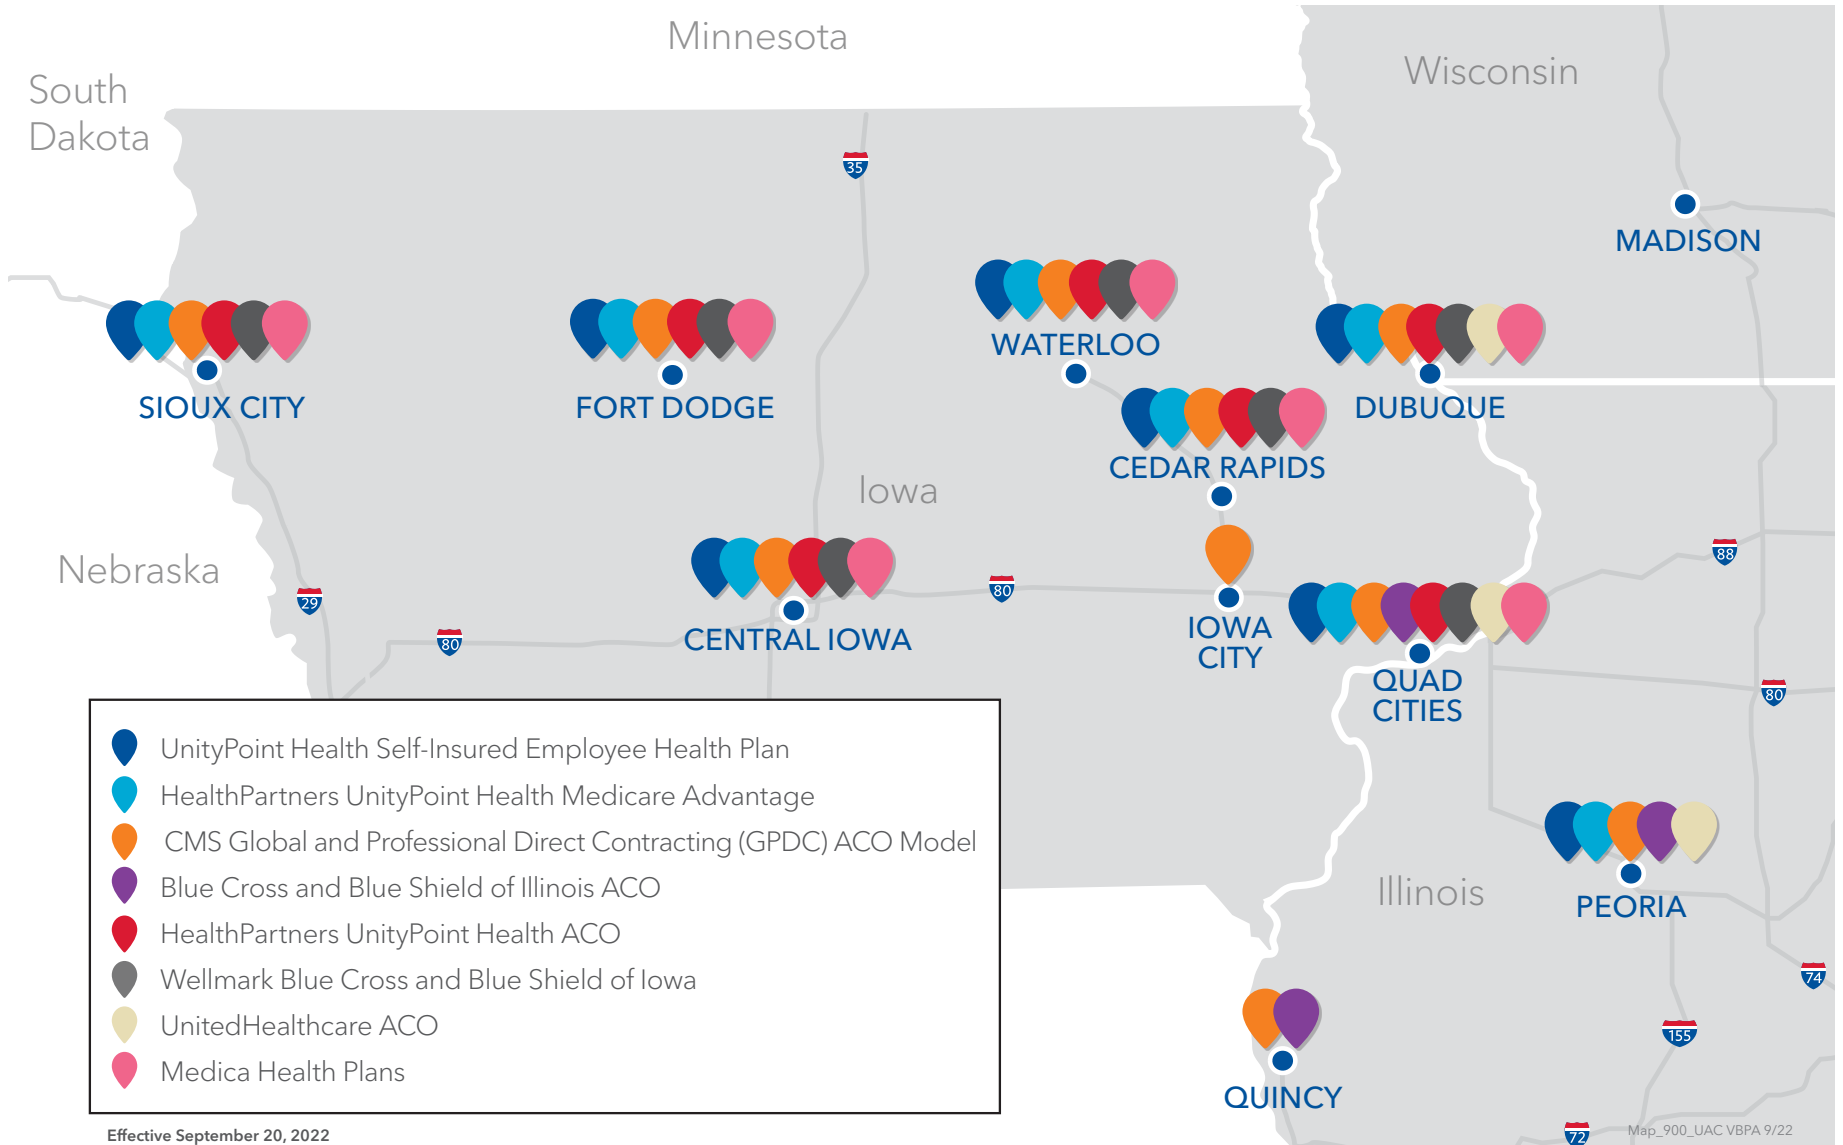 Minnesota
Wisconsin
South
Dakota
35
MADISON
WATERLOO
SIOUX CITY
FORT DODGE
DUBUQUE
CEDAR RAPIDS
Iowa
Nebraska
88
29
80
80
CENTRAL IOWA
IOWA
CITY
QUAD
CITIES
80
UnityPoint Health Self-Insured Employee Health Plan
HealthPartners UnityPoint Health Medicare Advantage
CMS Global and Professional Direct Contracting (GPDC) ACO Model
Blue Cross and Blue Shield of Illinois ACO
HealthPartners UnityPoint Health ACO
Wellmark Blue Cross and Blue Shield of Iowa
UnitedHealthcare ACO
Medica Health Plans
Illinois
PEORIA
74
155
QUINCY
72
Effective September 20, 2022
Map_900_UAC VBPA 9/22